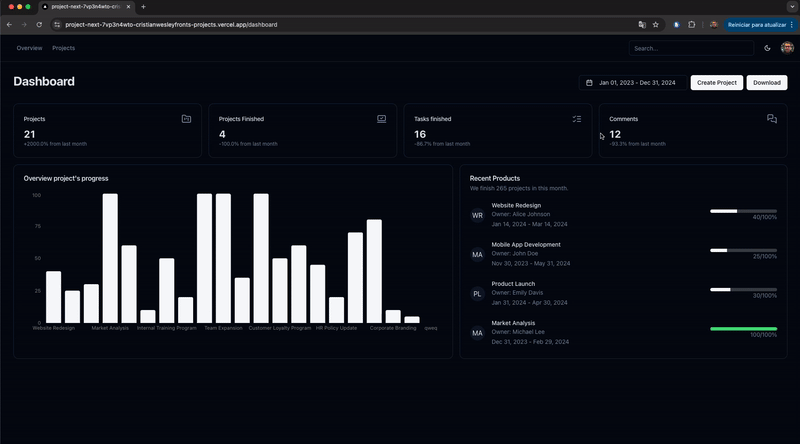 project-next-7vp3n4wto-cris
project-next-7vp3n4wto-cristianwesleyfronts-projects.vercel.app/dashboard
Reiniciar para atualizar
Overview Projects
Search...
Dashboard
Jan 01, 2023 - Dec 31, 2024
Create Project
Download
Projects
21
+2000.0% from last month
Projects Finished
4
-100.0% from last month
Tasks finished
16
-86.7% from last month
Comments
12
-93.3% from last month
Overview project's progress
100
75
50
25
0
Website Redesign Market Analysis Internal Training Program Team Expansion Customer Loyalty Program HR Policy Update Corporate Branding qweq
Recent Products
We finish 265 projects in this month.
WR
Website Redesign
Owner: Alice Johnson
Jan 14, 2024 - Mar 14, 2024
40/100%
MA
Mobile App Development
Owner: John Doe
Nov 30, 2023 - May 31, 2024
25/100%
PL
Product Launch
Owner: Emily Davis
Jan 31, 2024 - Apr 30, 2024
30/100%
MA
Market Analysis
Owner: Michael Lee
Dec 31, 2023 - Feb 29, 2024
100/100%